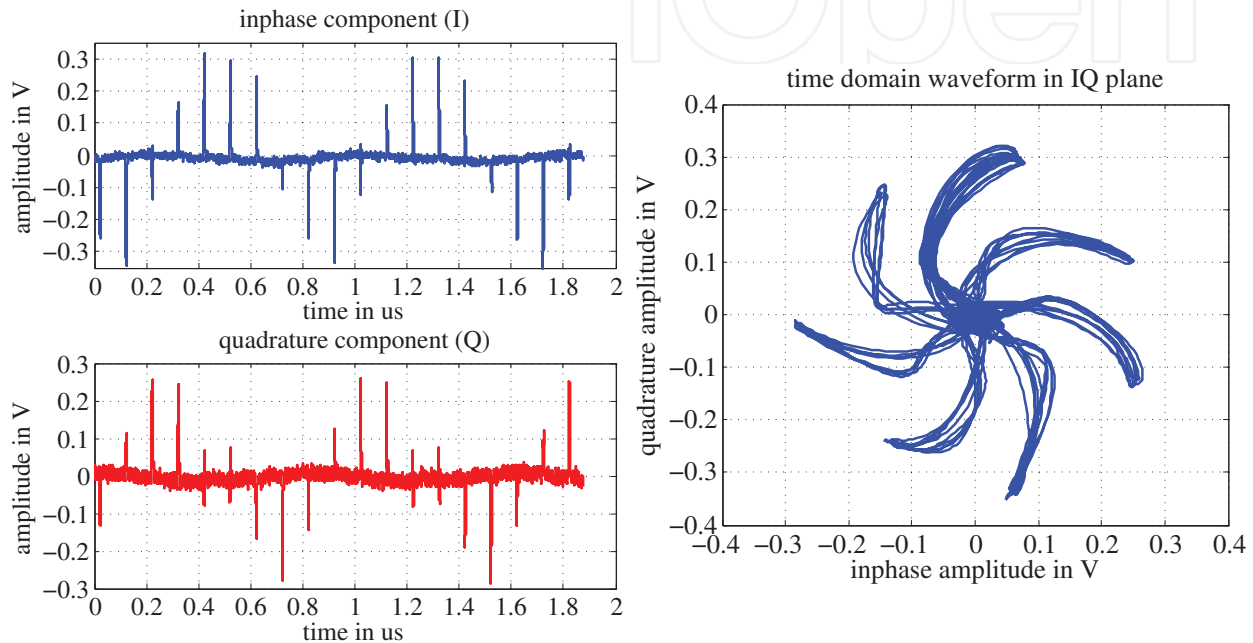 iOpen
inphase component (I)
amplitude in V
0.3
0.2
0.1
0
−0.1
−0.2
−0.3
0 0.2 0.4 0.6 0.8 1 1.2 1.4 1.6 1.8 2
time in us
quadrature component (Q)
amplitude in V
0.3
0.2
0.1
0
−0.1
−0.2
−0.3
0 0.2 0.4 0.6 0.8 1 1.2 1.4 1.6 1.8 2
time in us
time domain waveform in IQ plane
quadrature amplitude in V
0.4
0.3
0.2
0.1
0
−0.1
−0.2
−0.3
−0.4
−0.4 −0.3 −0.2 −0.1 0 0.1 0.2 0.3 0.4
inphase amplitude in V